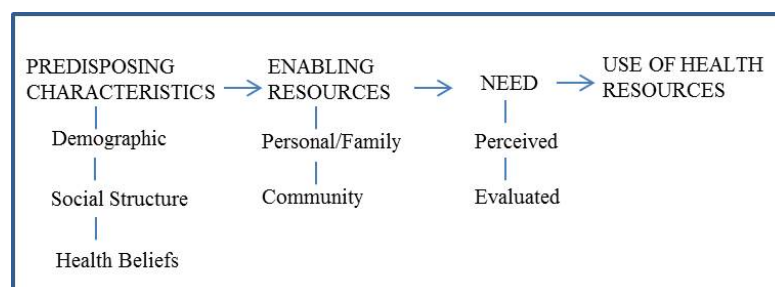 PREDISPOSING
CHARACTERISTICS
Demographic
Social Structure
Health Beliefs
ENABLING
RESOURCES
Personal/Family
Community
NEED
Perceived
Evaluated
USE OF HEALTH
RESOURCES